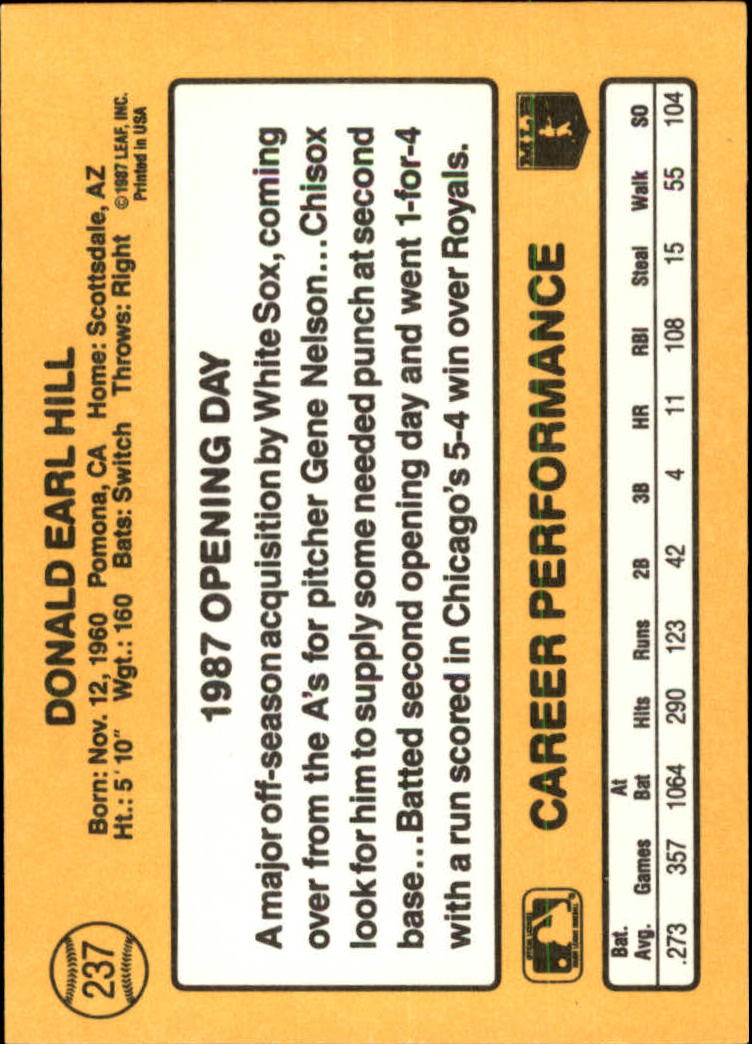 237
DONALD EARL HILL
Born: Nov. 12, 1960 Pomona, CA Home: Scottsdale, AZ
Ht.: 5' 10" Wgt.: 160 Bats: Switch Throws: Right
©1987 LEAF, INC.
Printed in USA
1987 OPENING DAY
A major off-season acquisition by White Sox, coming
over from the A's for pitcher Gene Nelson...Chisox
look for him to supply some needed punch at second
base...Batted second opening day and went 1-for-4
with a run scored in Chicago's 5-4 win over Royals.
CAREER PERFORMANCE
MLB
Bat. Avg. Games At Bat Hits Runs 2B 3B HR RBI Steal Walk SO
.273 357 1064 290 123 42 4 11 108 15 55 104